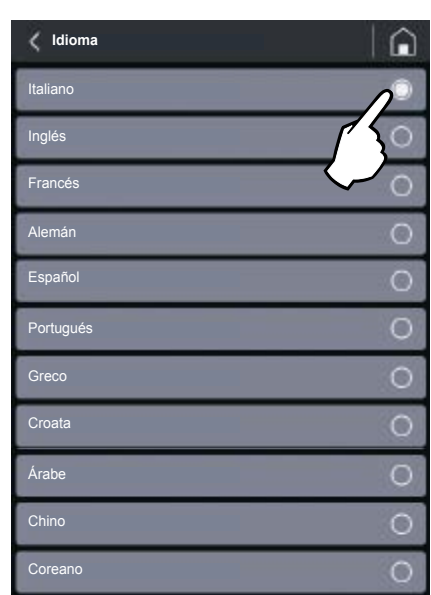 Idioma
Italiano
Inglés
Francés
Alemán
Español
Portugués
Greco
Croata
Árabe
Chino
Coreano